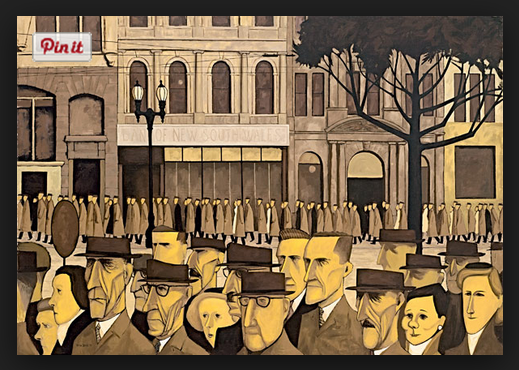 Pin it
BANK OF NEW SOUTH WALES